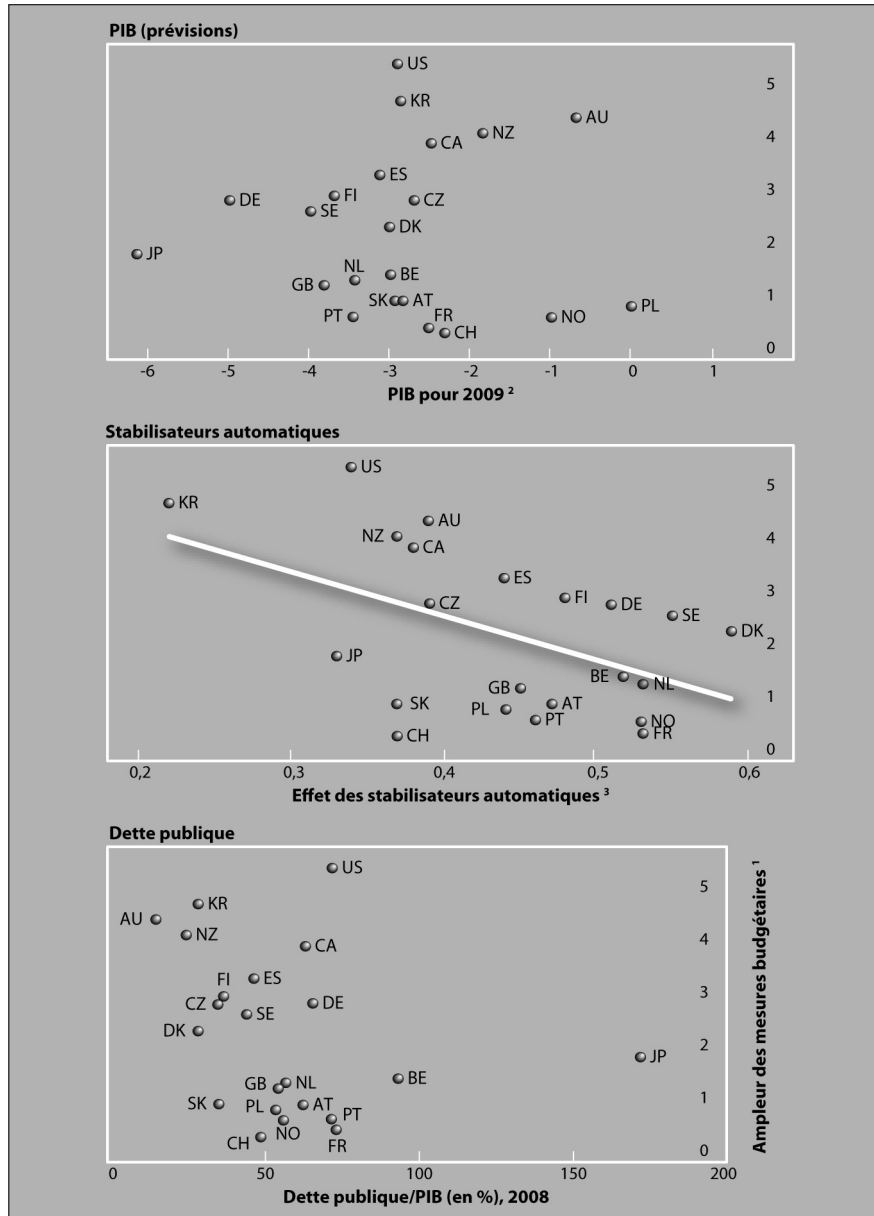 PIB (prévisions)
US
5
KR
AU
NZ
4
CA
ES
DE
FI
CZ
3
SE
DK
JP
2
NL
BE
GB
SK
AT
1
PL
PT
FR
NO
CH
0
-6 -5 -4 -3 -2 -1 0 1
PIB pour 2009 ²
Stabilisateurs automatiques
US
5
KR
AU
NZ
4
CA
ES
3
FI
CZ
DE
SE
DK
2
JP
BE
GB
NL
1
SK
PL
AT
PT
NO
CH
FR
0
0,2 0,3 0,4 0,5 0,6
Effet des stabilisateurs automatiques ³
Dette publique
US
5
KR
AU
NZ
4
CA
FI
ES
3
CZ
SE
DE
DK
2
JP
GB
NL
BE
1
SK
PL
AT
PT
NO
CH
FR
0
0 50 100 150 200
Dette publique/PIB (en %), 2008
Ampleur des mesures budgétaires ¹